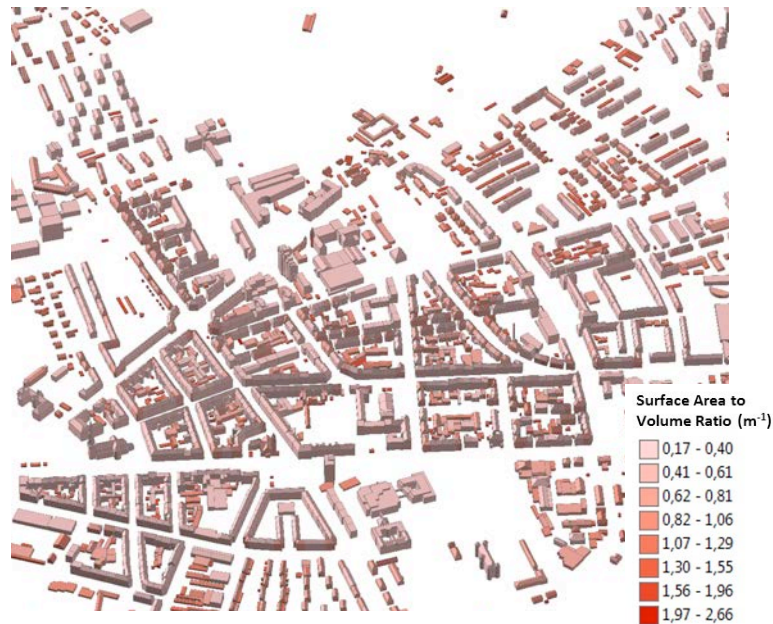 Surface Area to
Volume Ratio (m⁻¹)
0,17 - 0,40
0,41 - 0,61
0,62 - 0,81
0,82 - 1,06
1,07 - 1,29
1,30 - 1,55
1,56 - 1,96
1,97 - 2,66